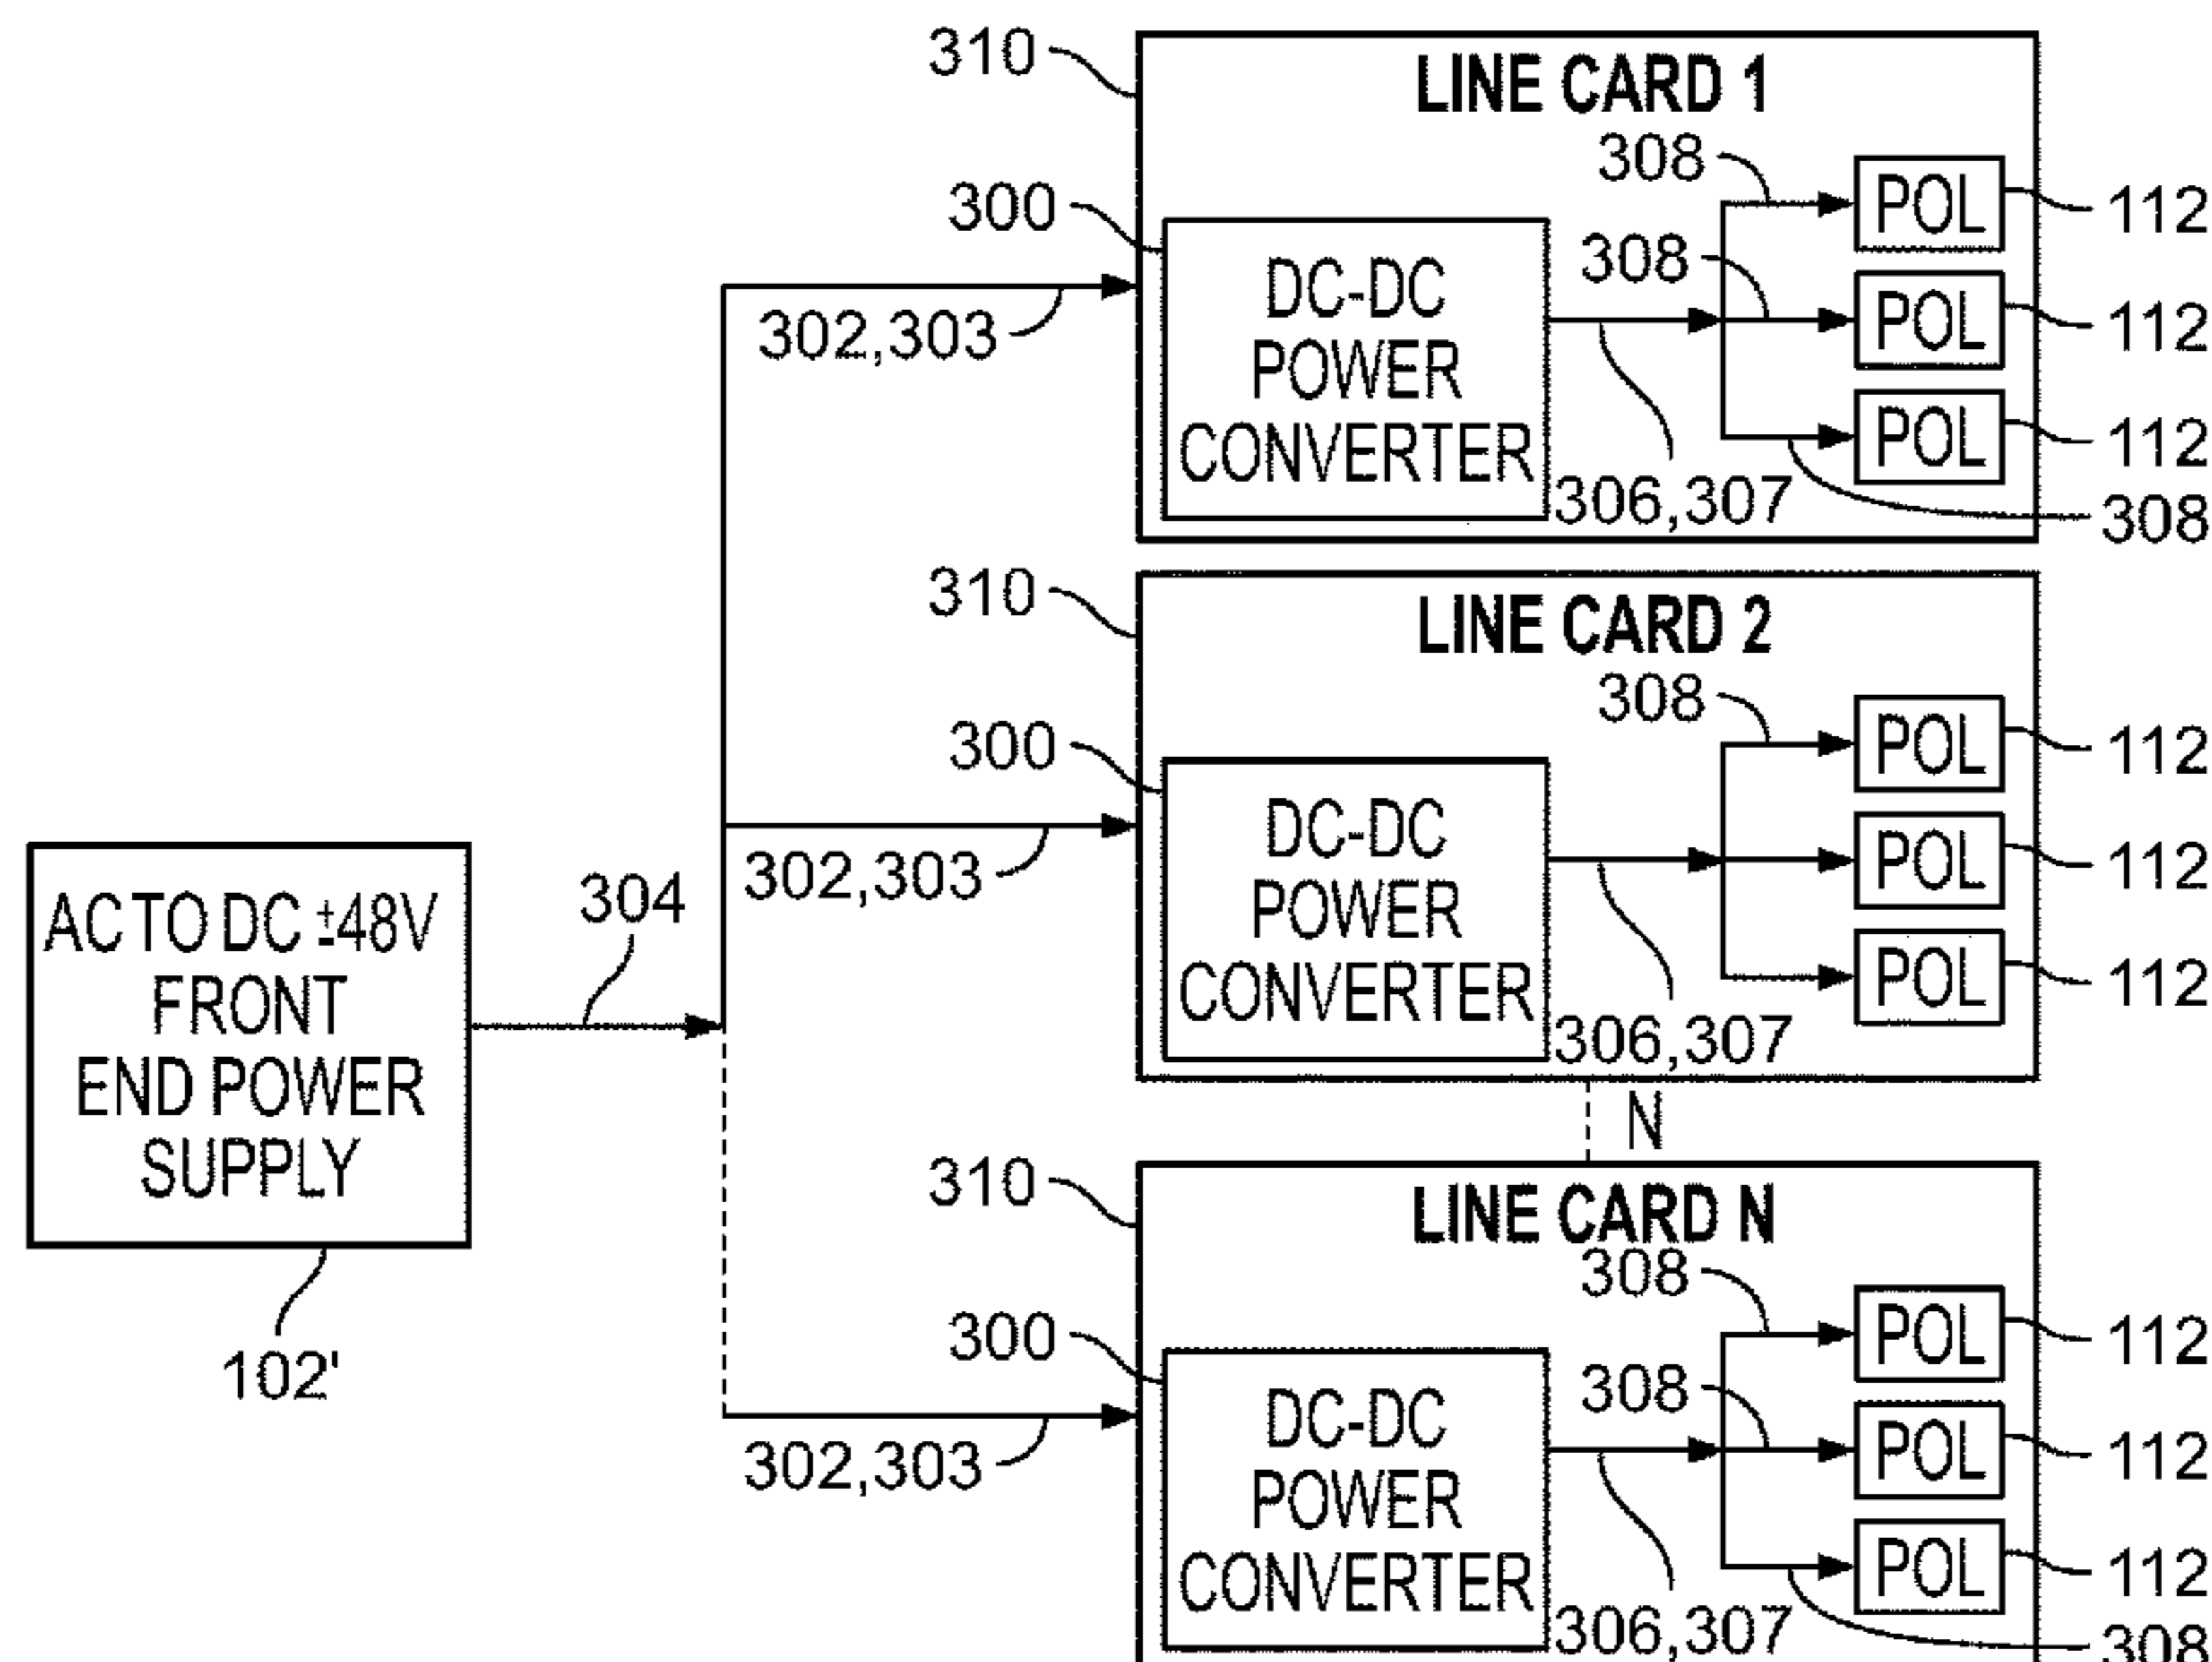 310
LINE CARD 1
308
POL
112
300
308
DC-DC
POWER
CONVERTER
POL
112
302,303
POL
112
306,307
308
310
LINE CARD 2
308
POL
112
300
DC-DC
POWER
CONVERTER
POL
112
302,303
POL
112
306,307
AC TO DC ±48V
FRONT
END POWER
SUPPLY
304
102'
N
310
LINE CARD N
308
POL
112
300
308
DC-DC
POWER
CONVERTER
POL
112
302,303
POL
112
306,307
308